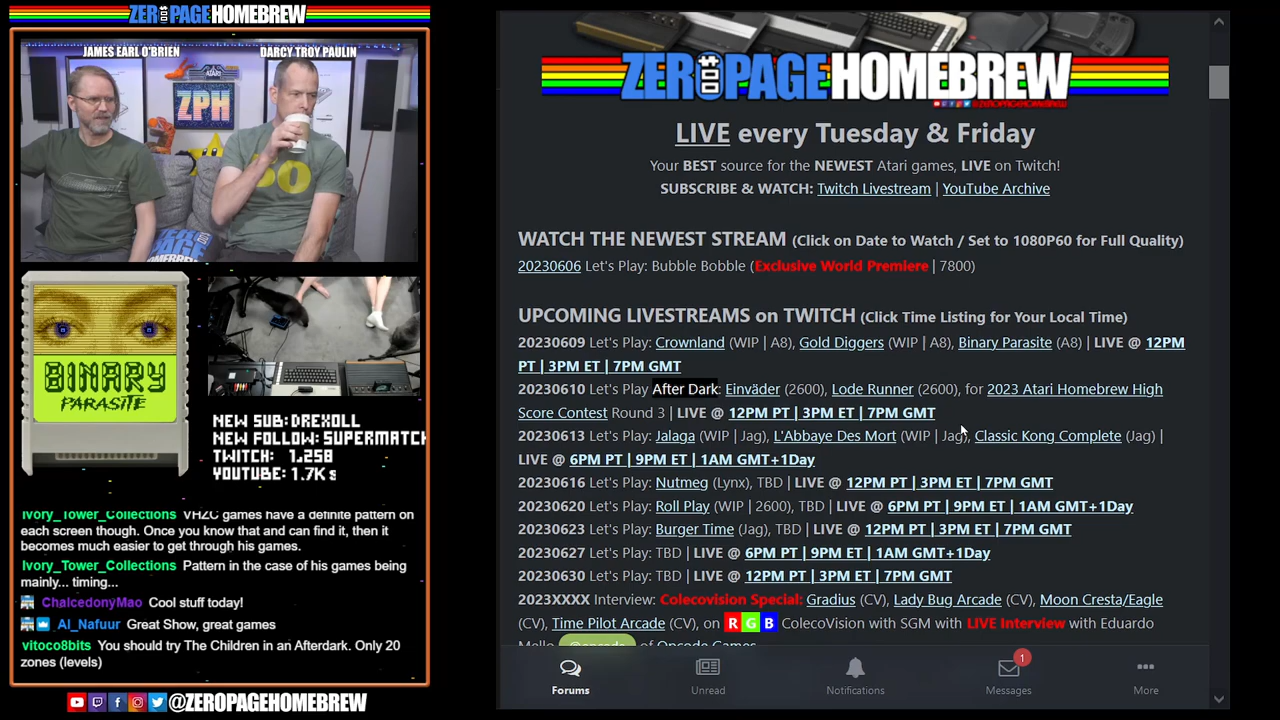 ZEROPAGE HOMEBREW
JAMES EARL O'BRIEN
DARCY TROY PAULIN
ATARI
ZPH
BINARY
PARASITE
NEW SUB:DREXOLL
NEW FOLLOW:SUPERMATCH
TWITCH: 1,258
YOUTUBE: 1.7K s
Ivory_Tower_Collections VHZC games have a definite pattern on
each screen though. Once you know that and can find it, then it
becomes much easier to get through his games.
Ivory_Tower_Collections Pattern in the case of his games being
mainly... timing...
ChalcedonyMao Cool stuff today!
Al_Nafuur Great Show, great games
vitoco8bits You should try The Children in an Afterdark. Only 20
zones (levels)
@ZEROPAGEHOMEBREW
ZEROPAGEHOMEBREW
@ZEROPAGEHOMEBREW
LIVE every Tuesday & Friday
Your BEST source for the NEWEST Atari games, LIVE on Twitch!
SUBSCRIBE & WATCH: Twitch Livestream | YouTube Archive
WATCH THE NEWEST STREAM (Click on Date to Watch / Set to 1080P60 for Full Quality)
20230606 Let's Play: Bubble Bobble (Exclusive World Premiere | 7800)
UPCOMING LIVESTREAMS on TWITCH (Click Time Listing for Your Local Time)
20230609 Let's Play: Crownland (WIP | A8), Gold Diggers (WIP | A8), Binary Parasite (A8) | LIVE @ 12PM
PT | 3PM ET | 7PM GMT
20230610 Let's Play After Dark: Einväder (2600), Lode Runner (2600), for 2023 Atari Homebrew High
Score Contest Round 3 | LIVE @ 12PM PT | 3PM ET | 7PM GMT
20230613 Let's Play: Jalaga (WIP | Jag), L'Abbaye Des Mort (WIP | Jag), Classic Kong Complete (Jag) |
LIVE @ 6PM PT | 9PM ET | 1AM GMT+1Day
20230616 Let's Play: Nutmeg (Lynx), TBD | LIVE @ 12PM PT | 3PM ET | 7PM GMT
20230620 Let's Play: Roll Play (WIP | 2600), TBD | LIVE @ 6PM PT | 9PM ET | 1AM GMT+1Day
20230623 Let's Play: Burger Time (Jag), TBD | LIVE @ 12PM PT | 3PM ET | 7PM GMT
20230627 Let's Play: TBD | LIVE @ 6PM PT | 9PM ET | 1AM GMT+1Day
20230630 Let's Play: TBD | LIVE @ 12PM PT | 3PM ET | 7PM GMT
2023XXXX Interview: Colecovision Special: Gradius (CV), Lady Bug Arcade (CV), Moon Cresta/Eagle
(CV), Time Pilot Arcade (CV), on R G B ColecoVision with SGM with LIVE Interview with Eduardo
Mello @opcode of Opcode Games
Forums
Unread
Notifications
1
Messages
More